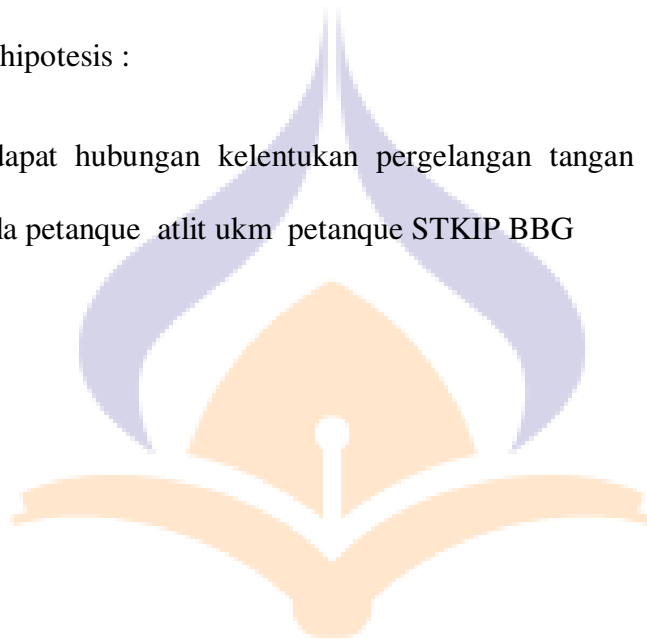 hipotesis :
dapat hubungan kelentukan pergelangan tangan
la petanque atlit ukm petanque STKIP BBG